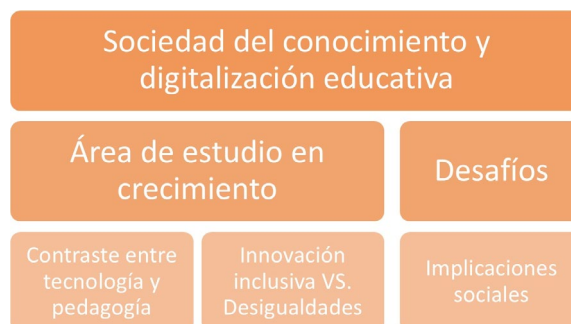 Sociedad del conocimiento y
digitalización educativa
Área de estudio en
crecimiento
Desafíos
Contraste entre
tecnología y
pedagogía
Innovación
inclusiva VS.
Desigualdades
Implicaciones
sociales